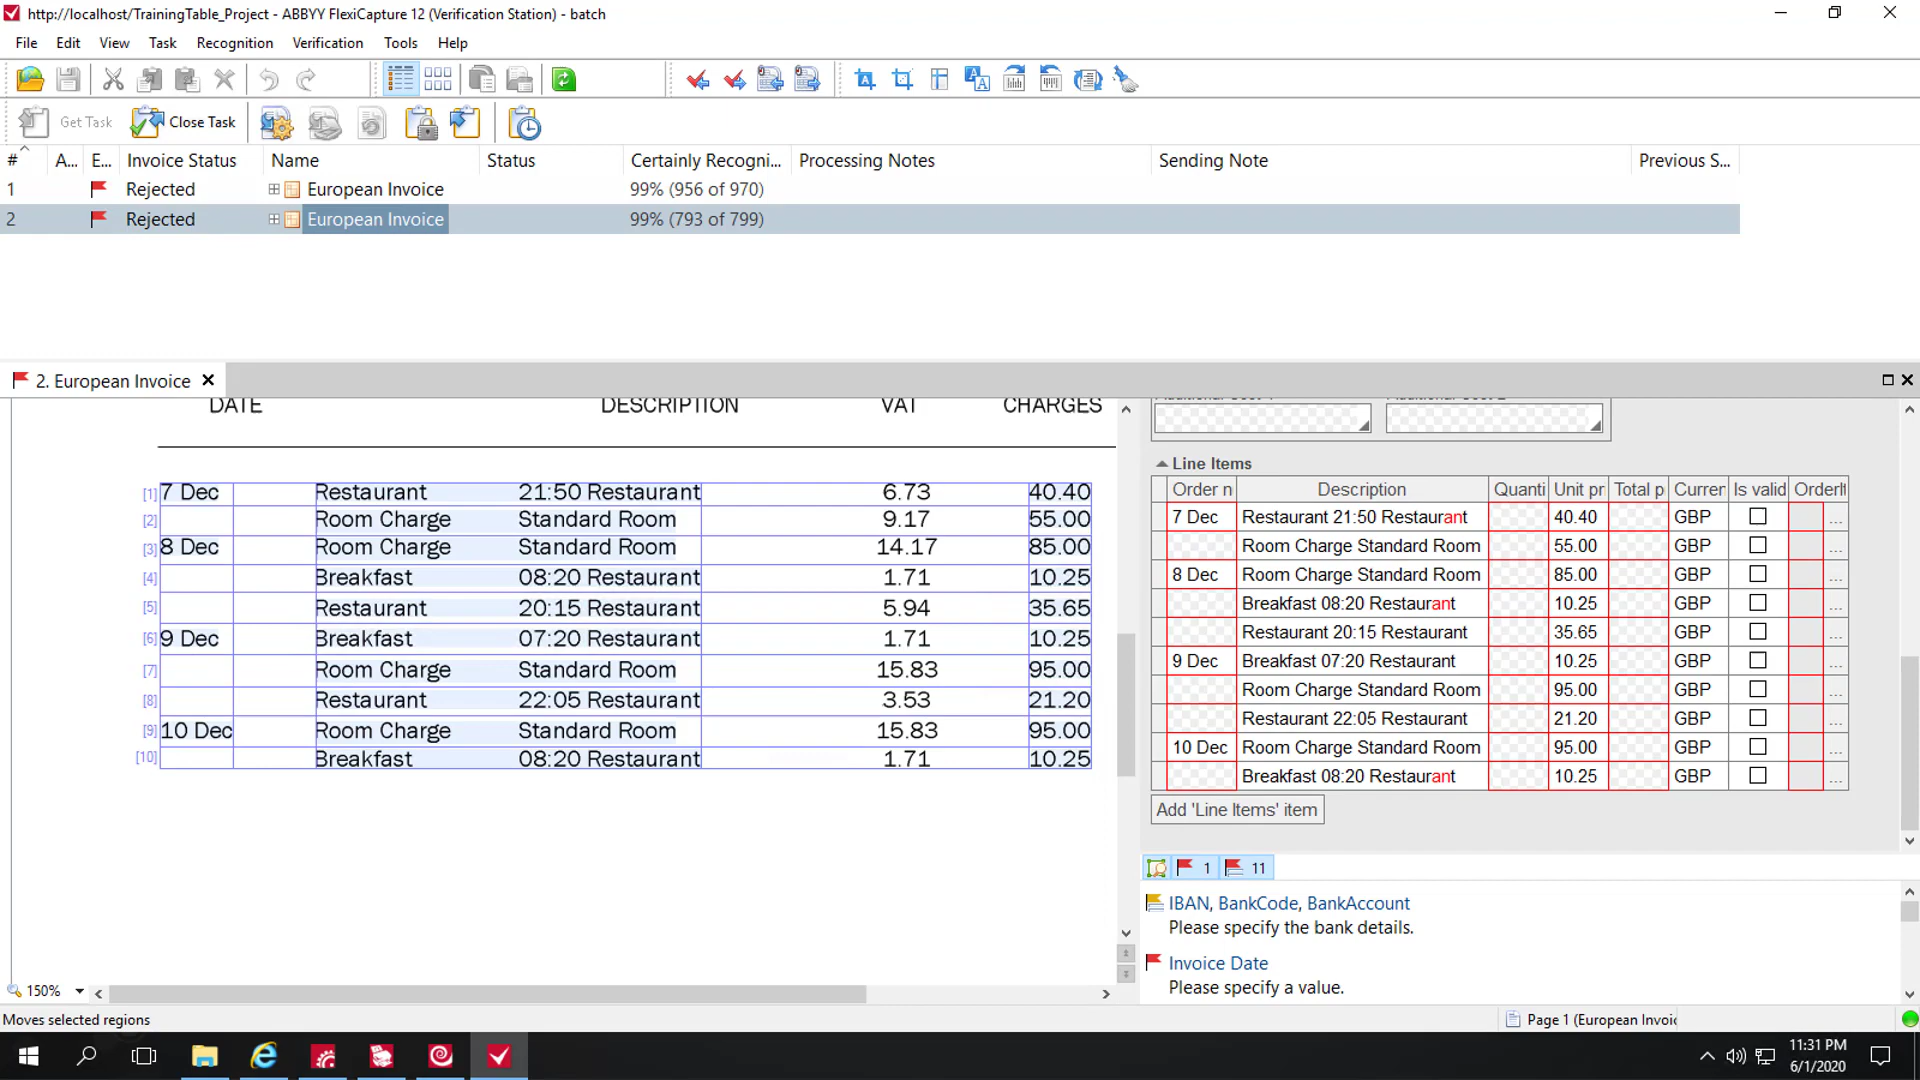 http://localhost/TrainingTable_Project - ABBYY FlexiCapture 12 (Verification Station) - batch
File Edit View Task Recognition Verification Tools Help
Get Task Close Task
# A... E... Invoice Status Name Status Certainly Recogni... Processing Notes Sending Note Previous S...
1 Rejected European Invoice 99% (956 of 970)
2 Rejected European Invoice 99% (793 of 799)
2. European Invoice
DATE DESCRIPTION VAT CHARGES
[1] 7 Dec Restaurant 21:50 Restaurant 6.73 40.40
[2] Room Charge Standard Room 9.17 55.00
[3] 8 Dec Room Charge Standard Room 14.17 85.00
[4] Breakfast 08:20 Restaurant 1.71 10.25
[5] Restaurant 20:15 Restaurant 5.94 35.65
[6] 9 Dec Breakfast 07:20 Restaurant 1.71 10.25
[7] Room Charge Standard Room 15.83 95.00
[8] Restaurant 22:05 Restaurant 3.53 21.20
[9] 10 Dec Room Charge Standard Room 15.83 95.00
[10] Breakfast 08:20 Restaurant 1.71 10.25
150%
Line Items
Order n Description Quanti Unit pr Total p Curren Is valid OrderIt
7 Dec Restaurant 21:50 Restaurant 40.40 GBP ...
Room Charge Standard Room 55.00 GBP ...
8 Dec Room Charge Standard Room 85.00 GBP ...
Breakfast 08:20 Restaurant 10.25 GBP ...
Restaurant 20:15 Restaurant 35.65 GBP ...
9 Dec Breakfast 07:20 Restaurant 10.25 GBP ...
Room Charge Standard Room 95.00 GBP ...
Restaurant 22:05 Restaurant 21.20 GBP ...
10 Dec Room Charge Standard Room 95.00 GBP ...
Breakfast 08:20 Restaurant 10.25 GBP ...
Add 'Line Items' item
1 11
IBAN, BankCode, BankAccount
Please specify the bank details.
Invoice Date
Please specify a value.
Moves selected regions
Page 1 (European Invoic
11:31 PM
6/1/2020